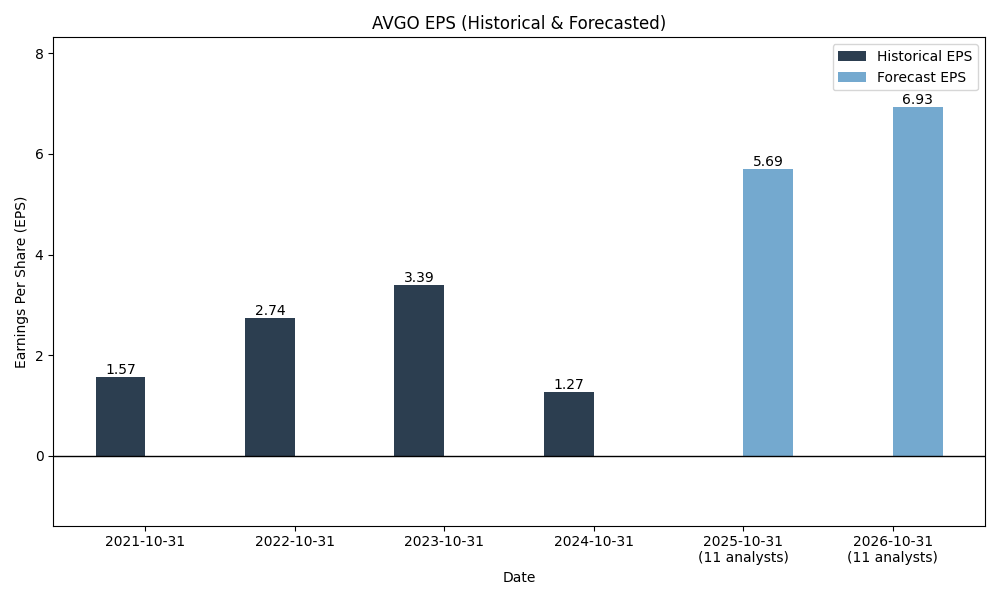 AVGO EPS (Historical & Forecasted)
Historical EPS
Forecast EPS
8
6
4
2
0
Earnings Per Share (EPS)
1.57
2.74
3.39
1.27
5.69
6.93
2021-10-31
2022-10-31
2023-10-31
2024-10-31
2025-10-31
(11 analysts)
2026-10-31
(11 analysts)
Date